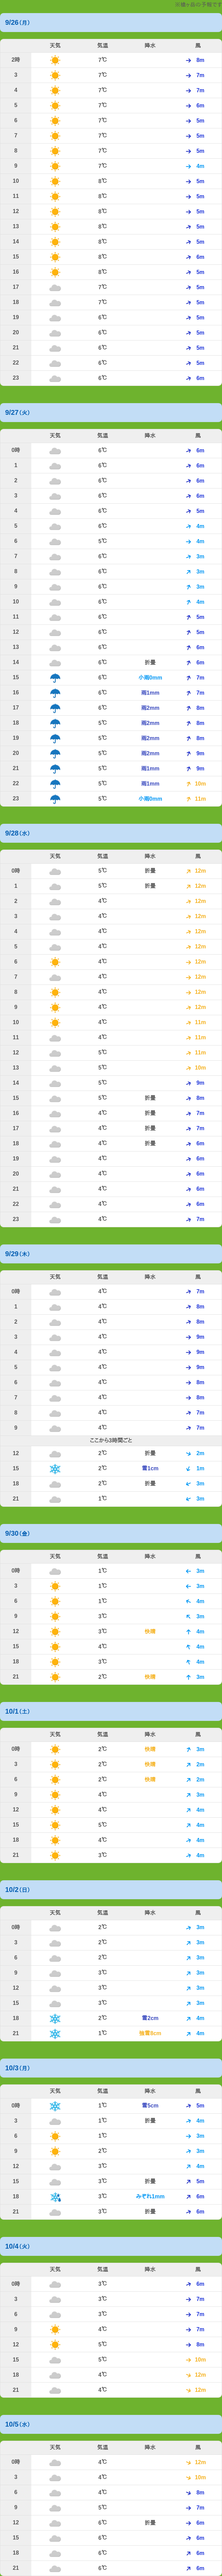 の予報です
9/26(月)
天気 気温 降水 風
2時 7℃ 8m
3 7℃ 7m
4 7℃ 7m
5 7℃ 6m
6 7℃ 5m
7 7℃ 5m
8 7℃ 5m
9 7℃ 4m
10 8℃ 5m
11 8℃ 5m
12 8℃ 5m
13 8℃ 5m
14 8℃ 5m
15 8℃ 6m
16 8℃ 5m
17 7℃ 5m
18 7℃ 5m
19 6℃ 5m
20 6℃ 5m
21 6℃ 5m
22 6℃ 5m
23 6℃ 6m
9/27(火)
天気 気温 降水 風
0時 6℃ 6m
1 6℃ 6m
2 6℃ 6m
3 6℃ 6m
4 6℃ 5m
5 6℃ 4m
6 5℃ 4m
7 6℃ 3m
8 6℃ 3m
9 6℃ 3m
10 6℃ 4m
11 6℃ 5m
12 6℃ 5m
13 6℃ 6m
14 6℃ 折畳 6m
15 6℃ 小雨0mm 7m
16 6℃ 雨1mm 7m
17 6℃ 雨2mm 8m
18 5℃ 雨2mm 8m
19 5℃ 雨2mm 8m
20 5℃ 雨2mm 9m
21 5℃ 雨1mm 9m
22 5℃ 雨1mm 10m
23 5℃ 小雨0mm 11m
9/28(水)
天気 気温 降水 風
0時 5℃ 折畳 12m
1 5℃ 折畳 12m
2 4℃ 12m
3 4℃ 12m
4 4℃ 12m
5 4℃ 12m
6 4℃ 12m
7 4℃ 12m
8 4℃ 12m
9 4℃ 12m
10 4℃ 11m
11 4℃ 11m
12 5℃ 11m
13 5℃ 10m
14 5℃ 9m
15 5℃ 折畳 8m
16 4℃ 折畳 7m
17 4℃ 折畳 7m
18 4℃ 折畳 6m
19 4℃ 6m
20 4℃ 6m
21 4℃ 6m
22 4℃ 6m
23 4℃ 7m
9/29(木)
天気 気温 降水 風
0時 4℃ 7m
1 4℃ 8m
2 4℃ 8m
3 4℃ 9m
4 4℃ 9m
5 4℃ 9m
6 4℃ 8m
7 4℃ 8m
8 4℃ 7m
9 4℃ 7m
ここから3時間ごと
12 2℃ 折畳 2m
15 2℃ 雪1cm 1m
18 2℃ 折畳 3m
21 1℃ 3m
9/30(金)
天気 気温 降水 風
0時 1℃ 3m
3 1℃ 3m
6 1℃ 4m
9 3℃ 3m
12 3℃ 快晴 4m
15 4℃ 4m
18 3℃ 4m
21 2℃ 快晴 3m
10/1(土)
天気 気温 降水 風
0時 2℃ 快晴 3m
3 2℃ 快晴 2m
6 2℃ 快晴 2m
9 4℃ 3m
12 4℃ 4m
15 5℃ 4m
18 4℃ 4m
21 3℃ 4m
10/2(日)
天気 気温 降水 風
0時 2℃ 3m
3 2℃ 3m
6 2℃ 3m
9 3℃ 3m
12 3℃ 3m
15 3℃ 3m
18 2℃ 雪2cm 4m
21 1℃ 4m
10/3(月)
天気 気温 降水 風
0時 1℃ 雪5cm 5m
3 1℃ 折畳 4m
6 1℃ 3m
9 2℃ 3m
12 3℃ 4m
15 3℃ 折畳 5m
18 3℃ みぞれ1mm 6m
21 3℃ 折畳 6m
10/4(火)
天気 気温 降水 風
0時 3℃ 6m
3 3℃ 7m
6 3℃ 7m
9 4℃ 7m
12 5℃ 8m
15 5℃ 10m
18 4℃ 12m
21 4℃ 12m
10/5(水)
天気 気温 降水 風
0時 4℃ 12m
3 4℃ 10m
6 4℃ 8m
9 5℃ 7m
12 6℃ 折畳 6m
15 6℃ 6m
18 6℃ 6m
21 6℃ 6m